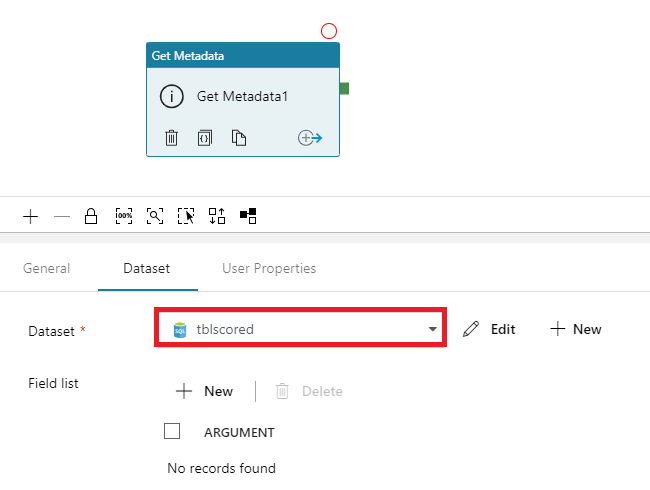 Get Metadata
Get Metadata1
100%
General Dataset User Properties
Dataset * tblscored Edit New
SQL
Field list
New Delete
ARGUMENT
No records found